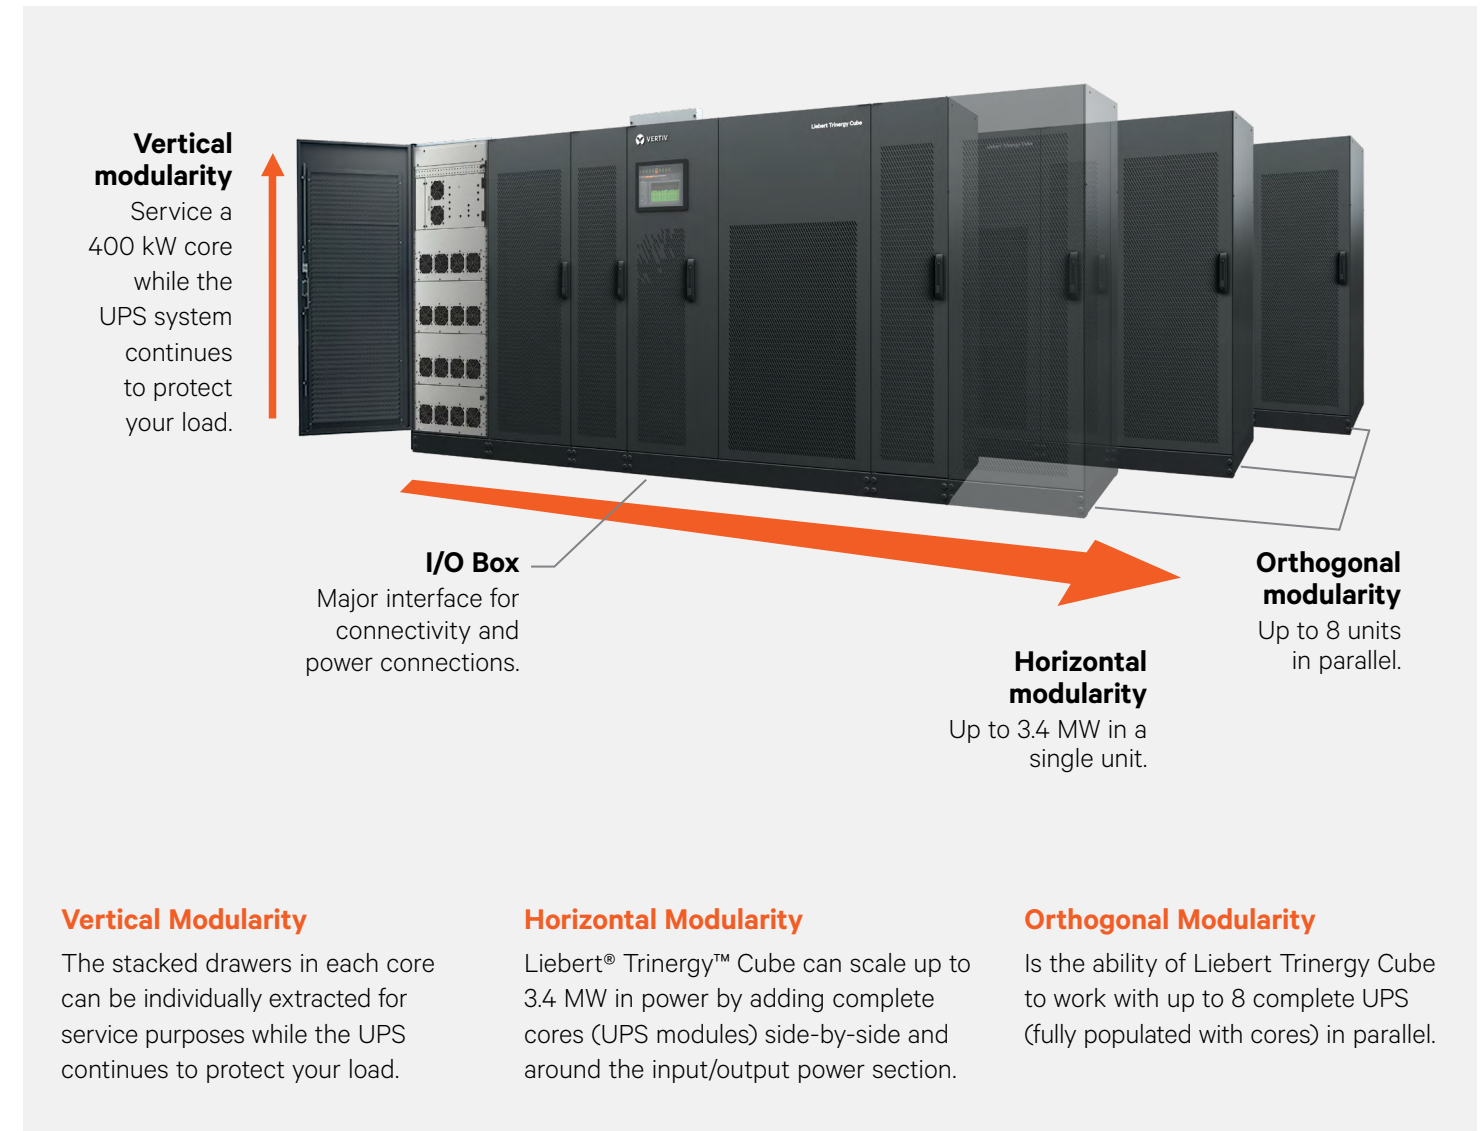 Vertical
modularity
Service a
400 kW core
while the
UPS system
continues
to protect
your load.
VERTIV
Liebert Trinergy Cube
Liebert Trinergy Cube
I/O Box
Major interface for
connectivity and
power connections.
Horizontal
modularity
Up to 3.4 MW in a
single unit.
Orthogonal
modularity
Up to 8 units
in parallel.
Vertical Modularity
The stacked drawers in each core
can be individually extracted for
service purposes while the UPS
continues to protect your load.
Horizontal Modularity
Liebert® Trinergy™ Cube can scale up to
3.4 MW in power by adding complete
cores (UPS modules) side-by-side and
around the input/output power section.
Orthogonal Modularity
Is the ability of Liebert Trinergy Cube
to work with up to 8 complete UPS
(fully populated with cores) in parallel.